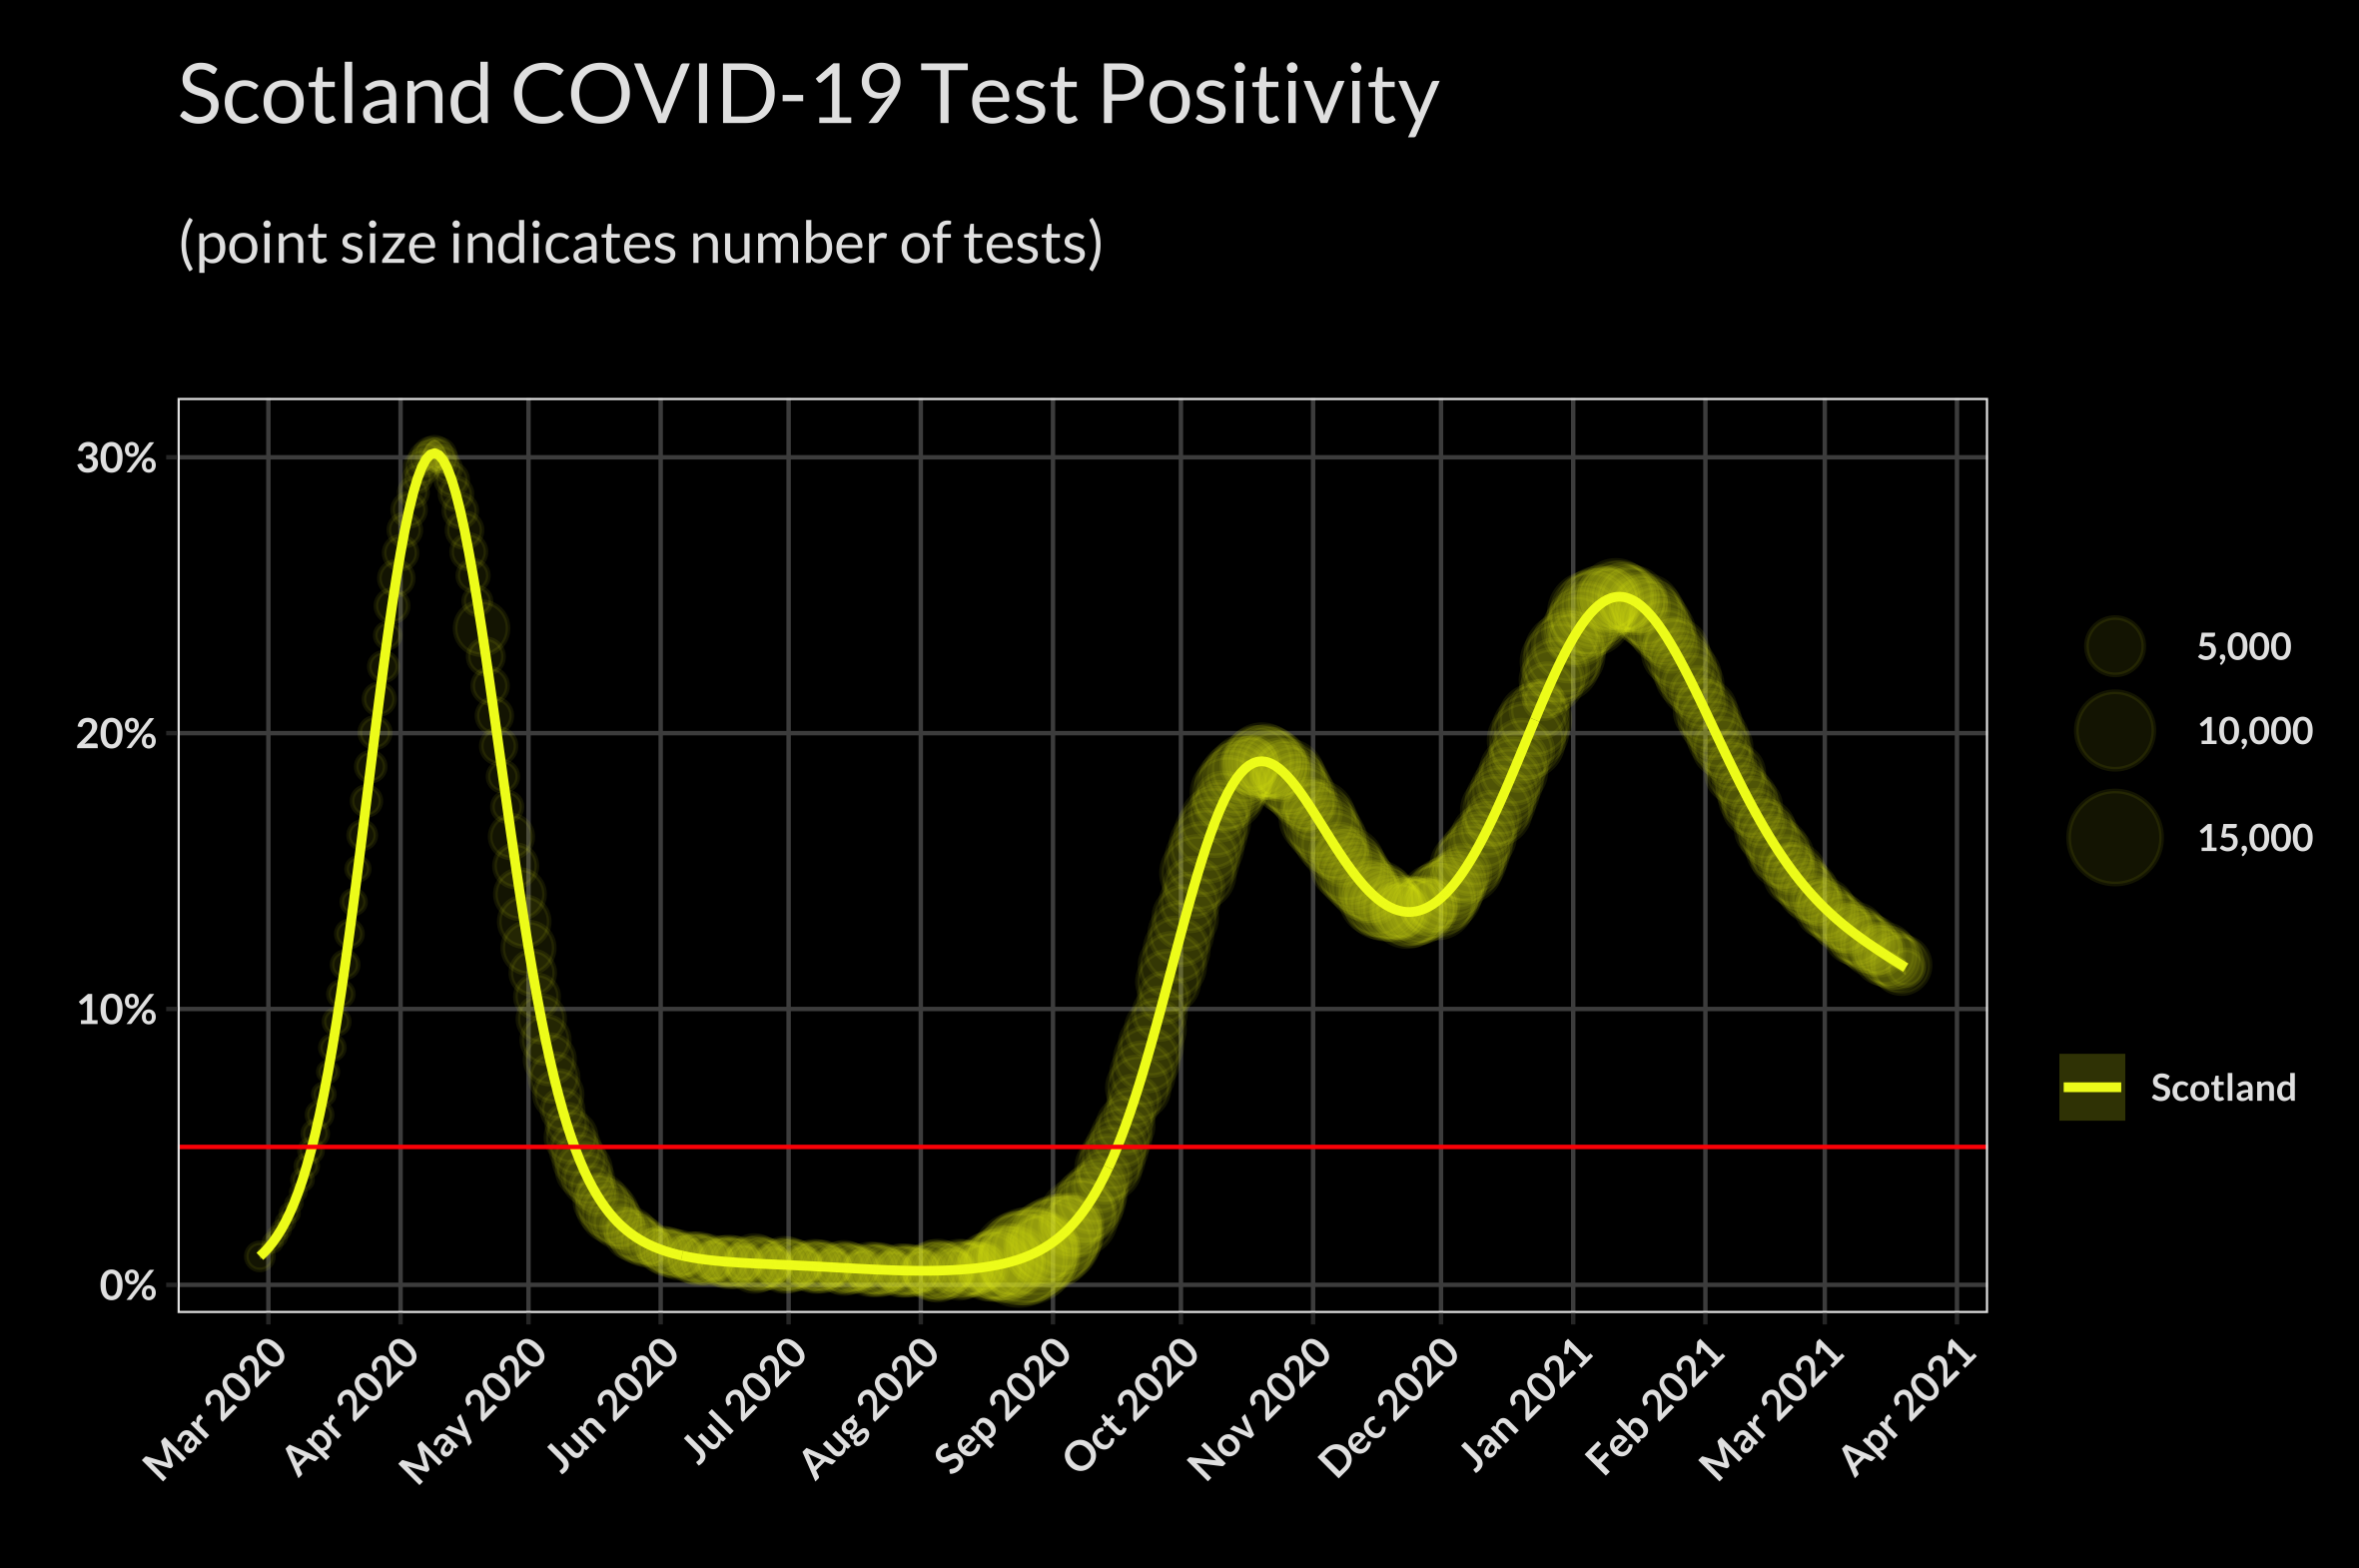 Scotland COVID-19 Test Positivity
(point size indicates number of tests)
30%
20%
10%
0%
Mar 2020
Apr 2020
May 2020
Jun 2020
Jul 2020
Aug 2020
Sep 2020
Oct 2020
Nov 2020
Dec 2020
Jan 2021
Feb 2021
Mar 2021
Apr 2021
5,000
10,000
15,000
Scotland